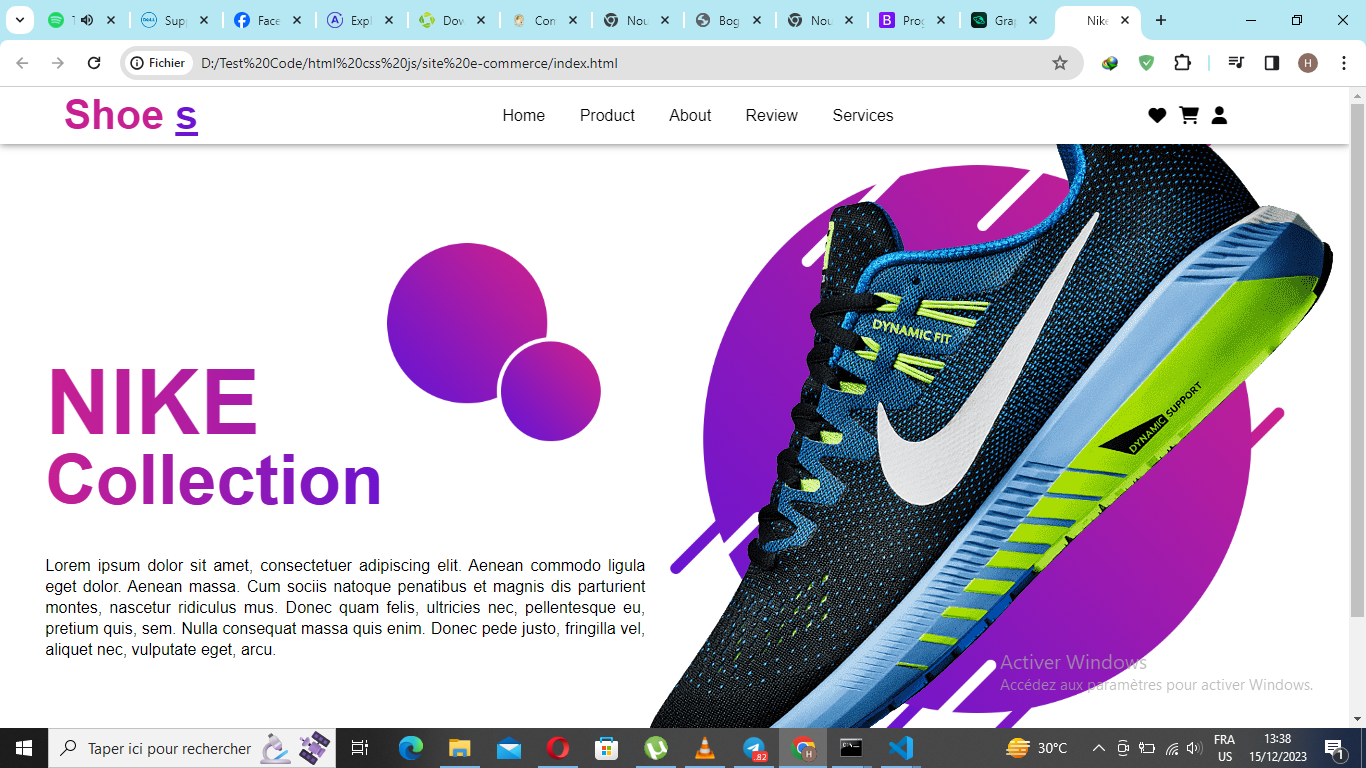 T
Sup
Face
Expl
Dow
Con
Nou
Bog
Nou
Prog
Grap
Nike
Fichier
D:/Test%20Code/html%20css%20js/site%20e-commerce/index.html
H
Shoe s
Home Product About Review Services
DYNAMIC FIT
NIKE
Collection
DYNAMIC SUPPORT
Lorem ipsum dolor sit amet, consectetuer adipiscing elit. Aenean commodo ligula
eget dolor. Aenean massa. Cum sociis natoque penatibus et magnis dis parturient
montes, nascetur ridiculus mus. Donec quam felis, ultricies nec, pellentesque eu,
pretium quis, sem. Nulla consequat massa quis enim. Donec pede justo, fringilla vel,
aliquet nec, vulputate eget, arcu.
Activer Windows
Accédez aux paramètres pour activer Windows.
Taper ici pour rechercher
82
30°C
FRA
US
13:38
15/12/2023
1